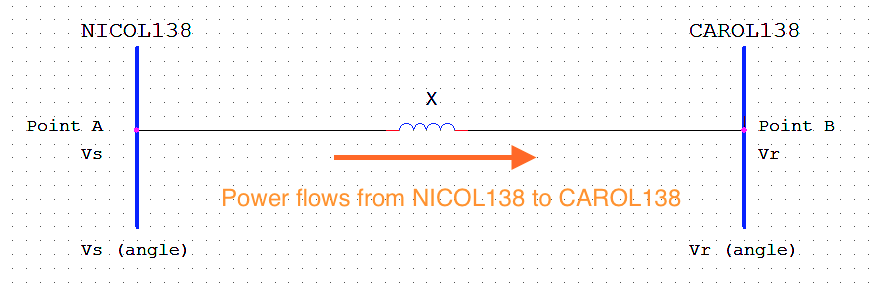 NICOL138
CAROL138
X
Point A
Point B
Vs
Vr
Power flows from NICOL138 to CAROL138
Vs (angle)
Vr (angle)